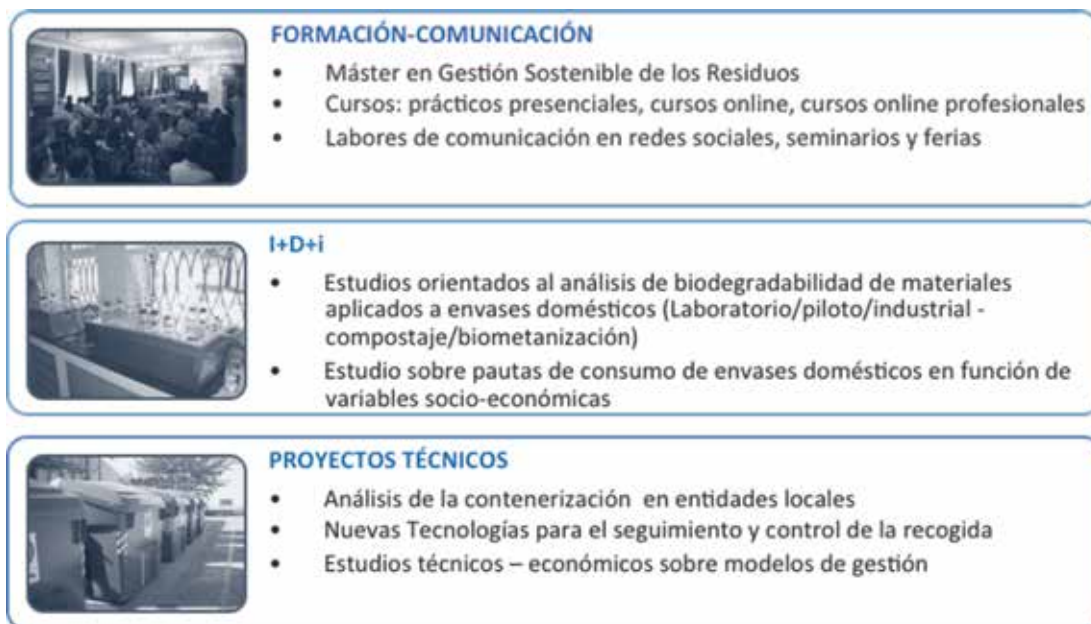 FORMACIÓN-COMUNICACIÓN
• Máster en Gestión Sostenible de los Residuos
• Cursos: prácticos presenciales, cursos online, cursos online profesionales
• Labores de comunicación en redes sociales, seminarios y ferias
I+D+i
• Estudios orientados al análisis de biodegradabilidad de materiales
aplicados a envases domésticos (Laboratorio/piloto/industrial -
compostaje/biometanización)
• Estudio sobre pautas de consumo de envases domésticos en función de
variables socio-económicas
PROYECTOS TÉCNICOS
• Análisis de la contenerización en entidades locales
• Nuevas Tecnologías para el seguimiento y control de la recogida
• Estudios técnicos – económicos sobre modelos de gestión